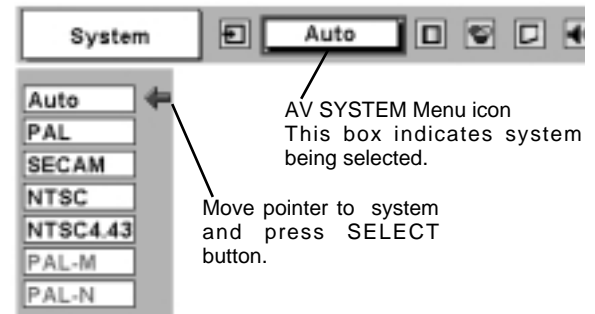 System
Auto
Auto
PAL
SECAM
NTSC
NTSC4.43
PAL-M
PAL-N
AV SYSTEM Menu icon
This box indicates system
being selected.
Move pointer to system
and press SELECT
button.